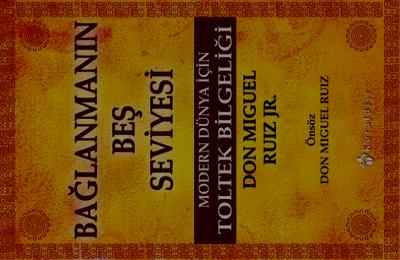 BAĞLANMANIN
BEŞ
SEVİYESİ
MODERN DÜNYA İÇİN
TOLTEK BİLGELİĞİ
DON MIGUEL
RUIZ JR.
Önsöz
DON MIGUEL RUIZ